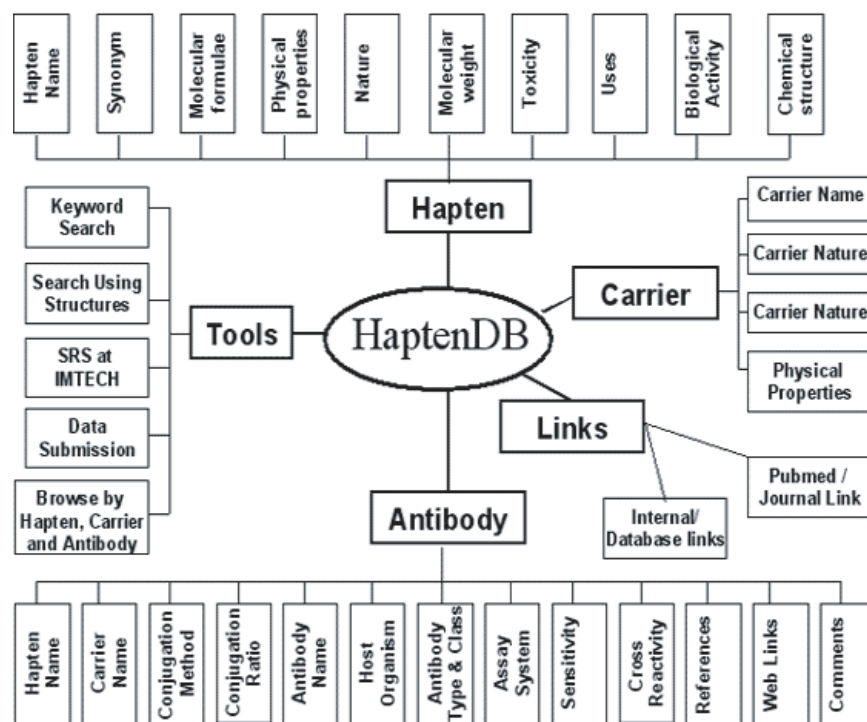 Hapten
Name
Synonym
Molecular
formulae
Physical
properties
Nature
Molecular
weight
Toxicity
Uses
Biological
Activity
Chemical
structure
Hapten
Keyword
Search
Search Using
Structures
SRS at
IMTECH
Data
Submission
Browse by
Hapten, Carrier
and Antibody
Tools
HaptenDB
Carrier
Carrier Name
Carrier Nature
Carrier Nature
Physical
Properties
Links
Pubmed /
Journal Link
Internal/
Database links
Antibody
Hapten
Name
Carrier
Name
Conjugation
Method
Conjugation
Ratio
Antibody
Name
Host
Organism
Antibody
Type & Class
Assay
System
Sensitivity
Cross
Reactivity
References
Web Links
Comments